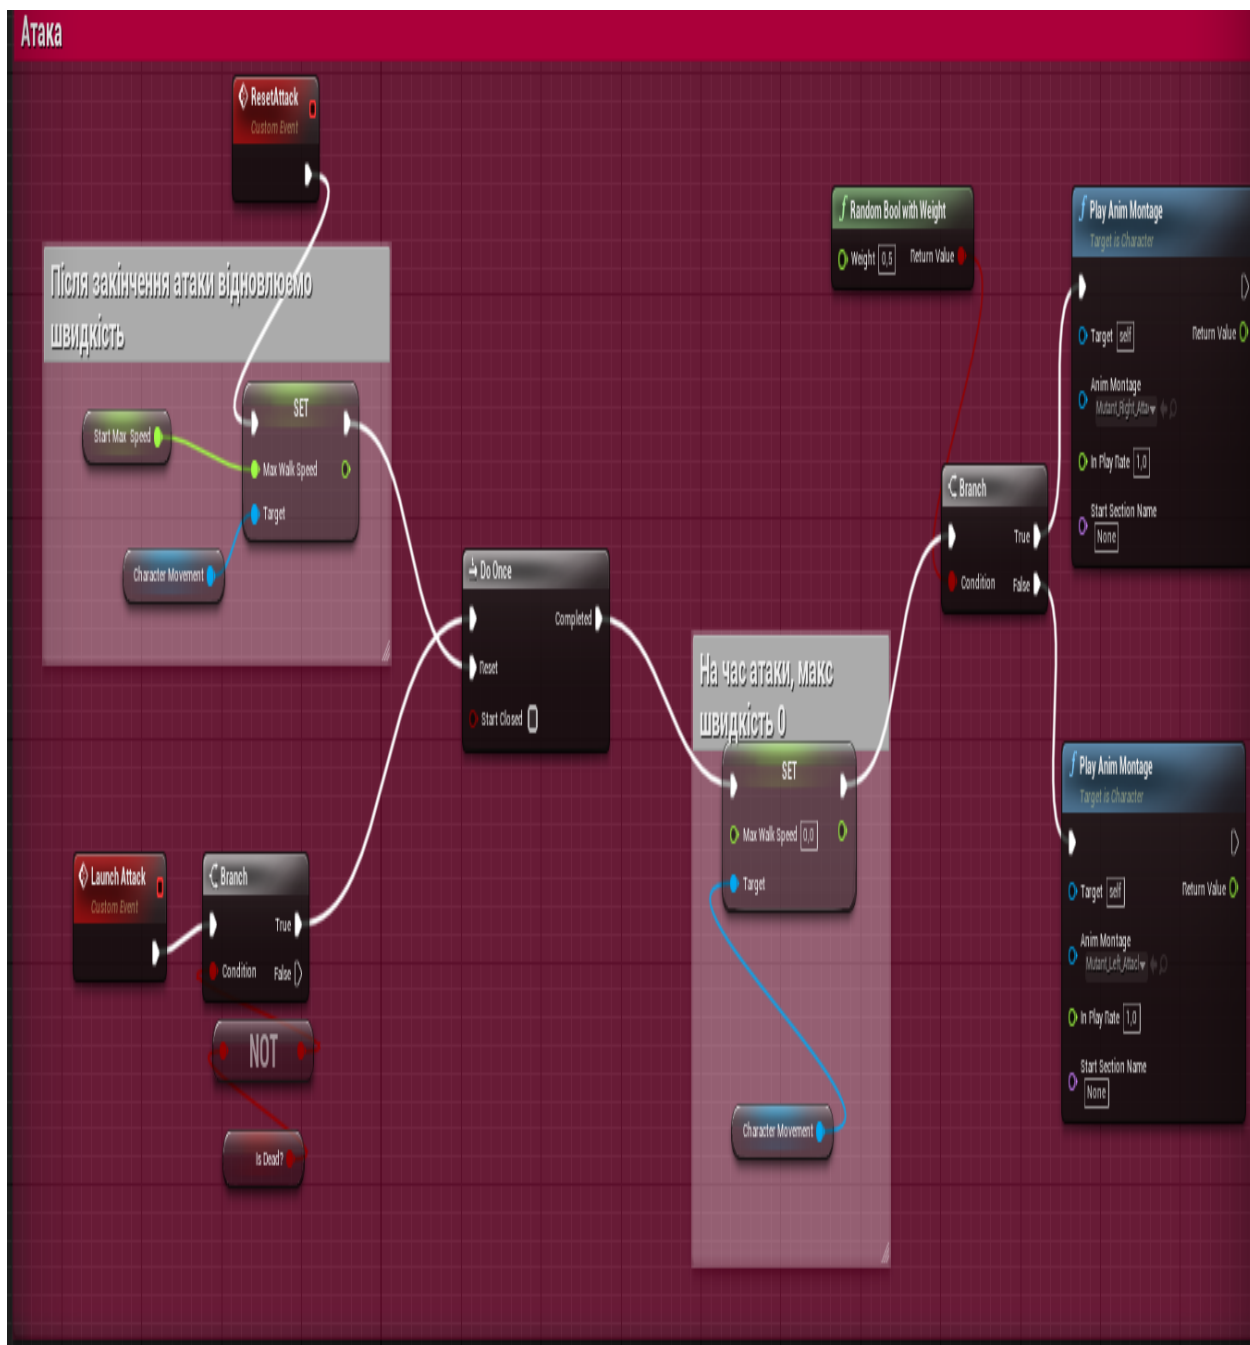 Атака
ResetAttack
Custom Event
Після закінчення атаки відновлюємо
швидкість
SET
Start Max Speed
Max Walk Speed
Target
Character Movement
Do Once
Completed
Reset
Start Closed
Launch Attack
Custom Event
Branch
True
Condition
False
NOT
Is Dead?
На час атаки, макс
швидкість 0
SET
Max Walk Speed 0,0
Target
Character Movement
Random Bool with Weight
Weight 0,5 Return Value
Branch
True
Condition False
Play Anim Montage
Target is Character
Target self Return Value
Anim Montage
Mutant_Right_Atta
In Play Rate 1,0
Start Section Name
None
Play Anim Montage
Target is Character
Target self Return Value
Anim Montage
Mutant_Left_Attacl
In Play Rate 1,0
Start Section Name
None